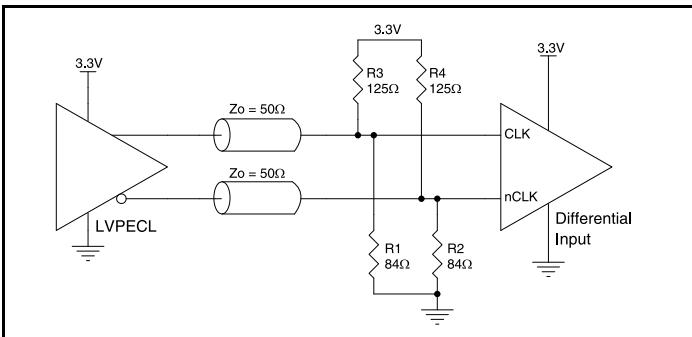 3.3V
3.3V
3.3V
R3
125Ω
R4
125Ω
Zo = 50Ω
CLK
Zo = 50Ω
nCLK
LVPECL
Differential
Input
R1
84Ω
R2
84Ω